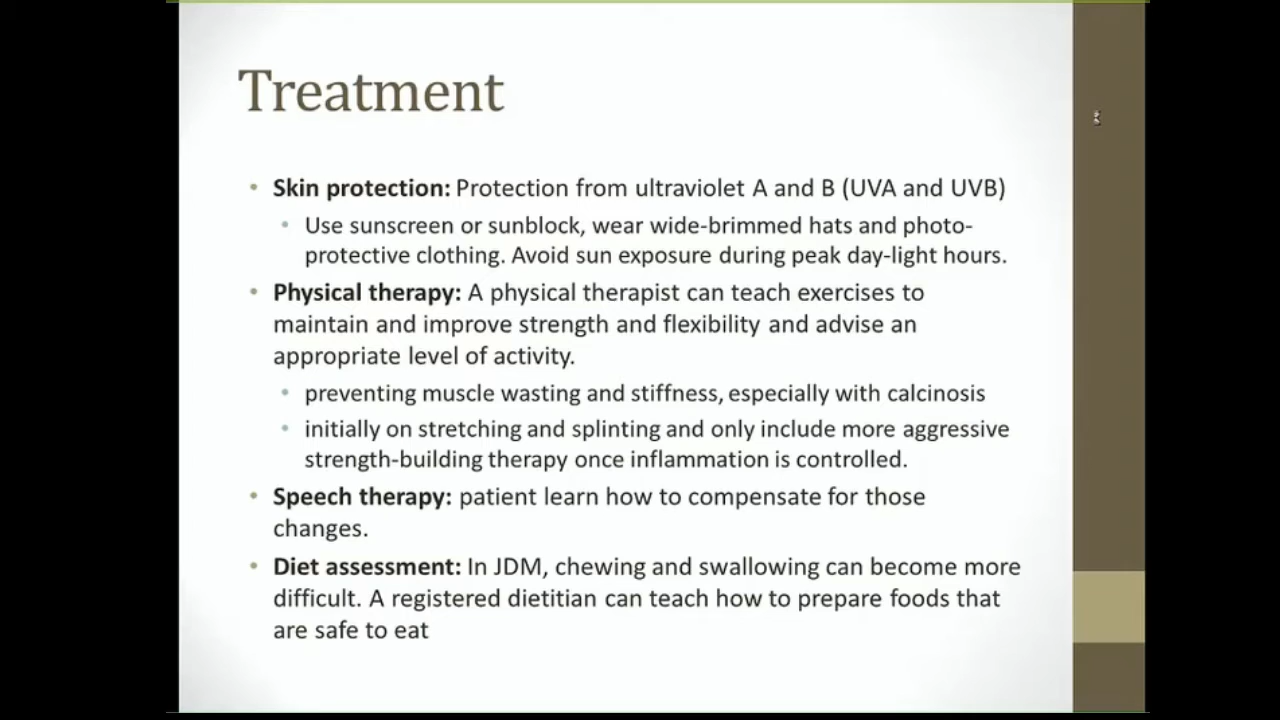 Treatment
• Skin protection: Protection from ultraviolet A and B (UVA and UVB)
• Use sunscreen or sunblock, wear wide-brimmed hats and photo-
protective clothing. Avoid sun exposure during peak day-light hours.
• Physical therapy: A physical therapist can teach exercises to
maintain and improve strength and flexibility and advise an
appropriate level of activity.
• preventing muscle wasting and stiffness, especially with calcinosis
• initially on stretching and splinting and only include more aggressive
strength-building therapy once inflammation is controlled.
• Speech therapy: patient learn how to compensate for those
changes.
• Diet assessment: In JDM, chewing and swallowing can become more
difficult. A registered dietitian can teach how to prepare foods that
are safe to eat